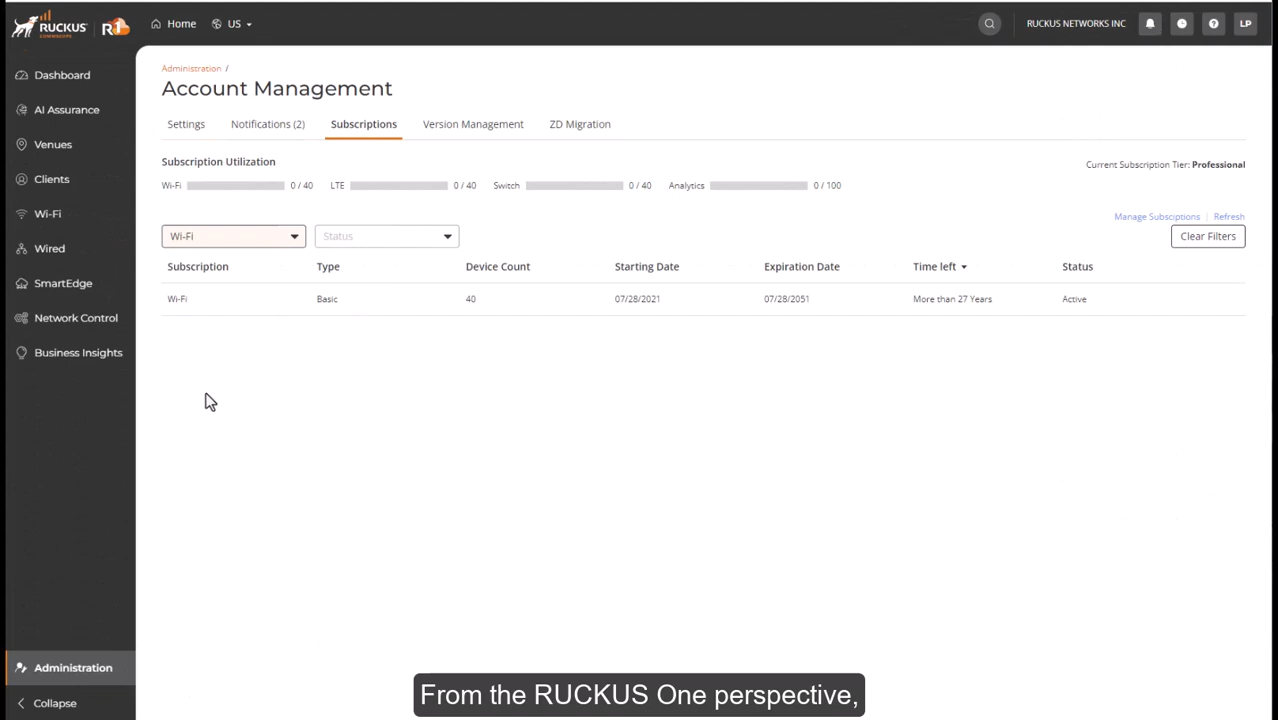 RUCKUS
COMMSCOPE
R1
Home
US
RUCKUS NETWORKS INC
LP
Dashboard
AI Assurance
Venues
Clients
Wi-Fi
Wired
SmartEdge
Network Control
Business Insights
Administration
Collapse
Administration /
Account Management
Settings Notifications (2) Subscriptions Version Management ZD Migration
Subscription Utilization
Current Subscription Tier: Professional
Wi-Fi 0 / 40 LTE 0 / 40 Switch 0 / 40 Analytics 0 / 100
Manage Subsciptions | Refresh
Wi-Fi Status Clear Filters
Subscription Type Device Count Starting Date Expiration Date Time left Status
Wi-Fi Basic 40 07/28/2021 07/28/2051 More than 27 Years Active
From the RUCKUS One perspective,